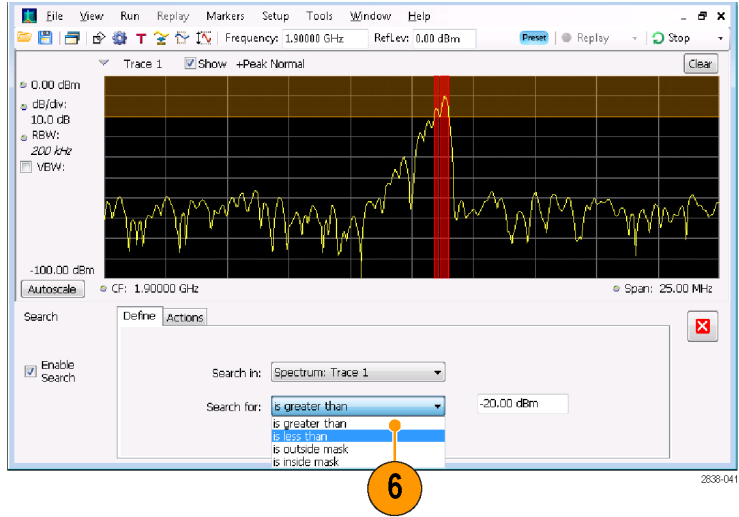 File View Run Replay Markers Setup Tools Window Help
T Frequency: 1.90000 GHz RefLev: 0.00 dBm Preset Replay Stop
Trace 1 Show +Peak Normal Clear
0.00 dBm
dB/div:
10.0 dB
RBW:
200 kHz
VBW:
-100.00 dBm
Autoscale CF: 1.90000 GHz Span: 25.00 MHz
Search Define Actions
Enable
Search
Search in: Spectrum: Trace 1
Search for: is greater than -20.00 dBm
is greater than
is less than
is outside mask
is inside mask
6
2838-041